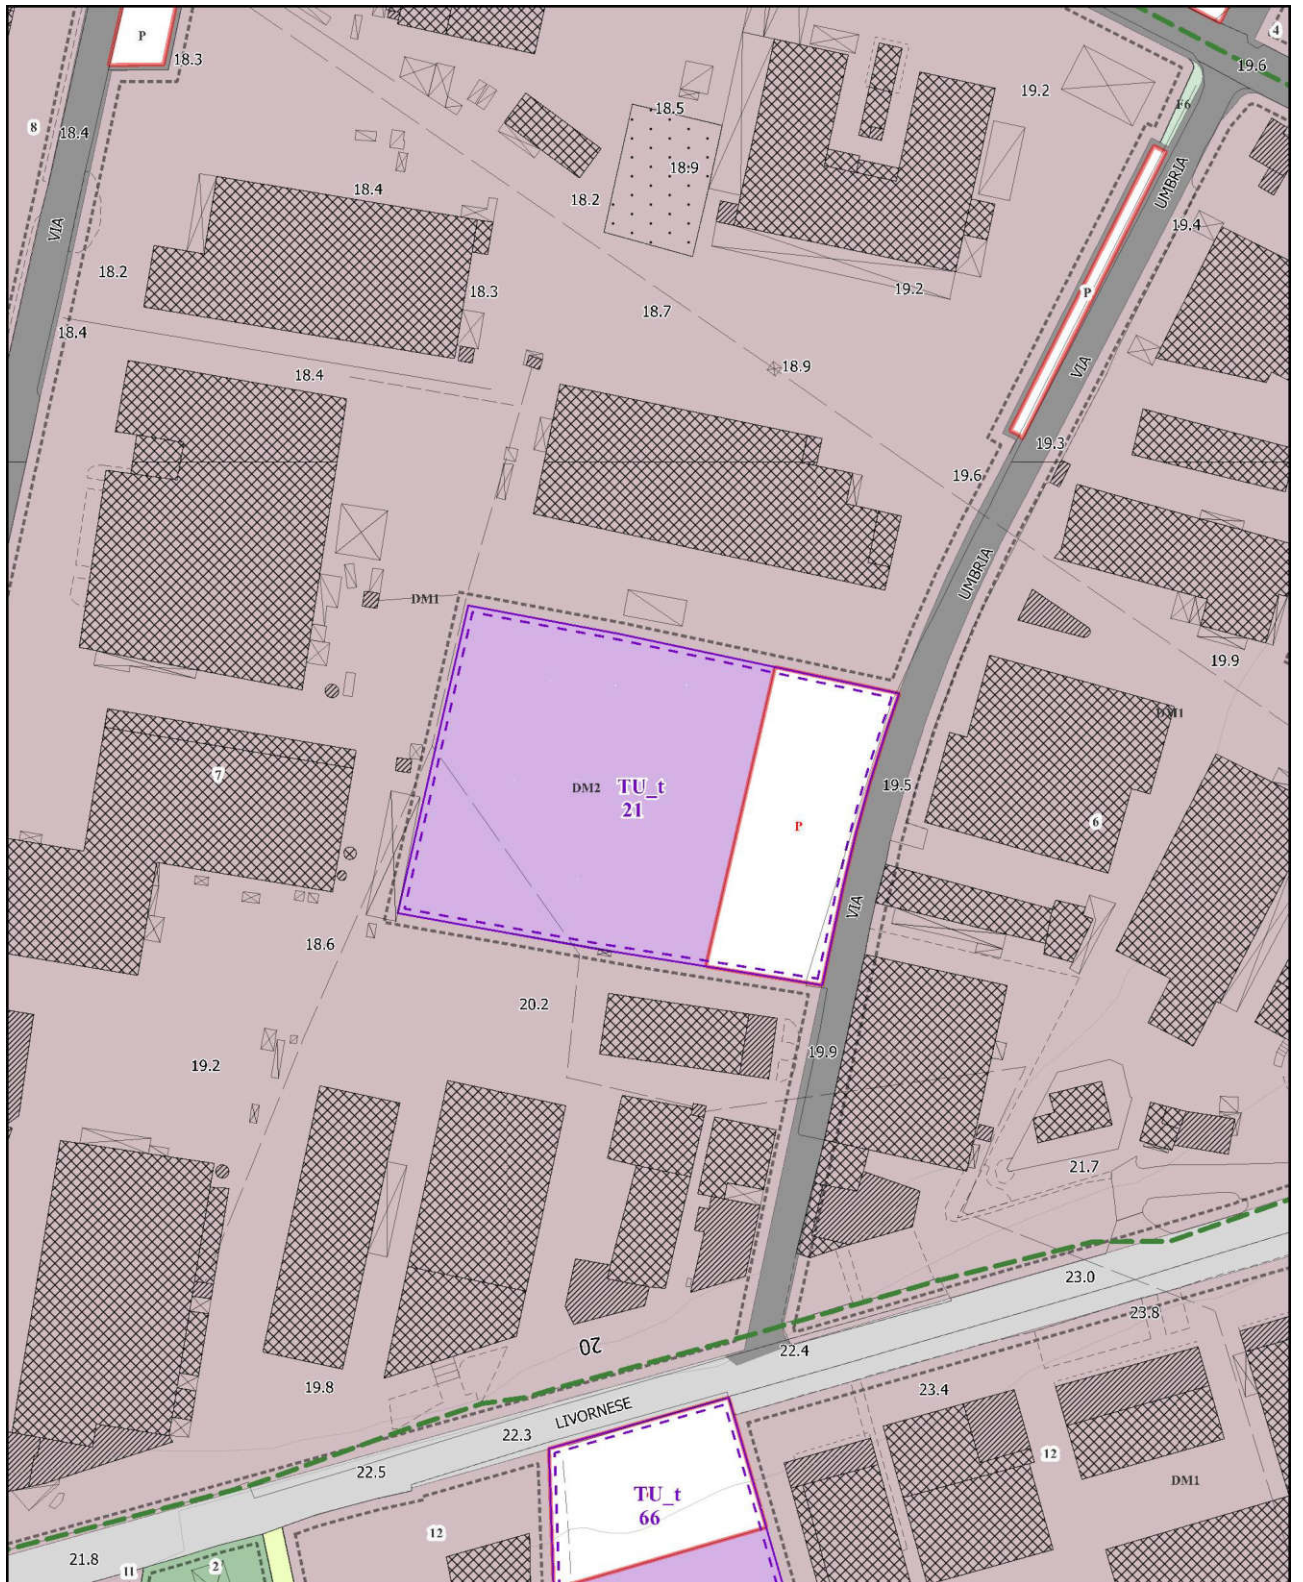 P
18.3
4
19.6
8
18.4
18.5
19.2
F6
18.9
18.4
18.2
UMBRIA
19.4
VIA
18.2
18.3
19.2
P
18.7
18.4
18.4
18.9
VIA
19.3
19.6
UMBRIA
DM1
19.9
DM1
7
DM2
TU_t
21
19.5
P
6
VIA
18.6
20.2
19.9
19.2
21.7
23.0
23.8
20
22.4
19.8
23.4
LIVORNESE
22.3
12
22.5
DM1
TU_t
66
12
21.8
11
2